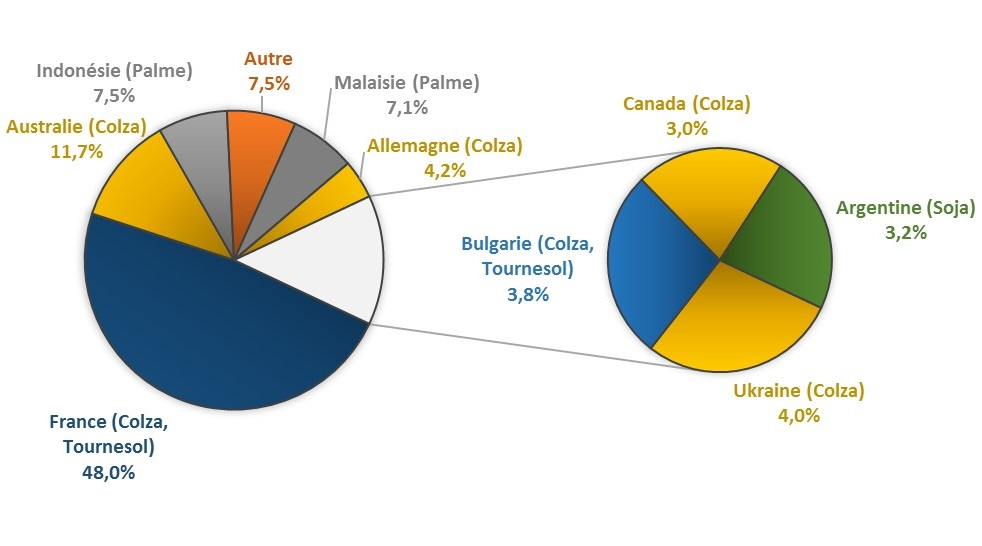 Autre
7,5%
Indonésie (Palme)
7,5%
Malaisie (Palme)
7,1%
Australie (Colza)
11,7%
Allemagne (Colza)
4,2%
France (Colza,
Tournesol)
48,0%
Canada (Colza)
3,0%
Argentine (Soja)
3,2%
Bulgarie (Colza,
Tournesol)
3,8%
Ukraine (Colza)
4,0%